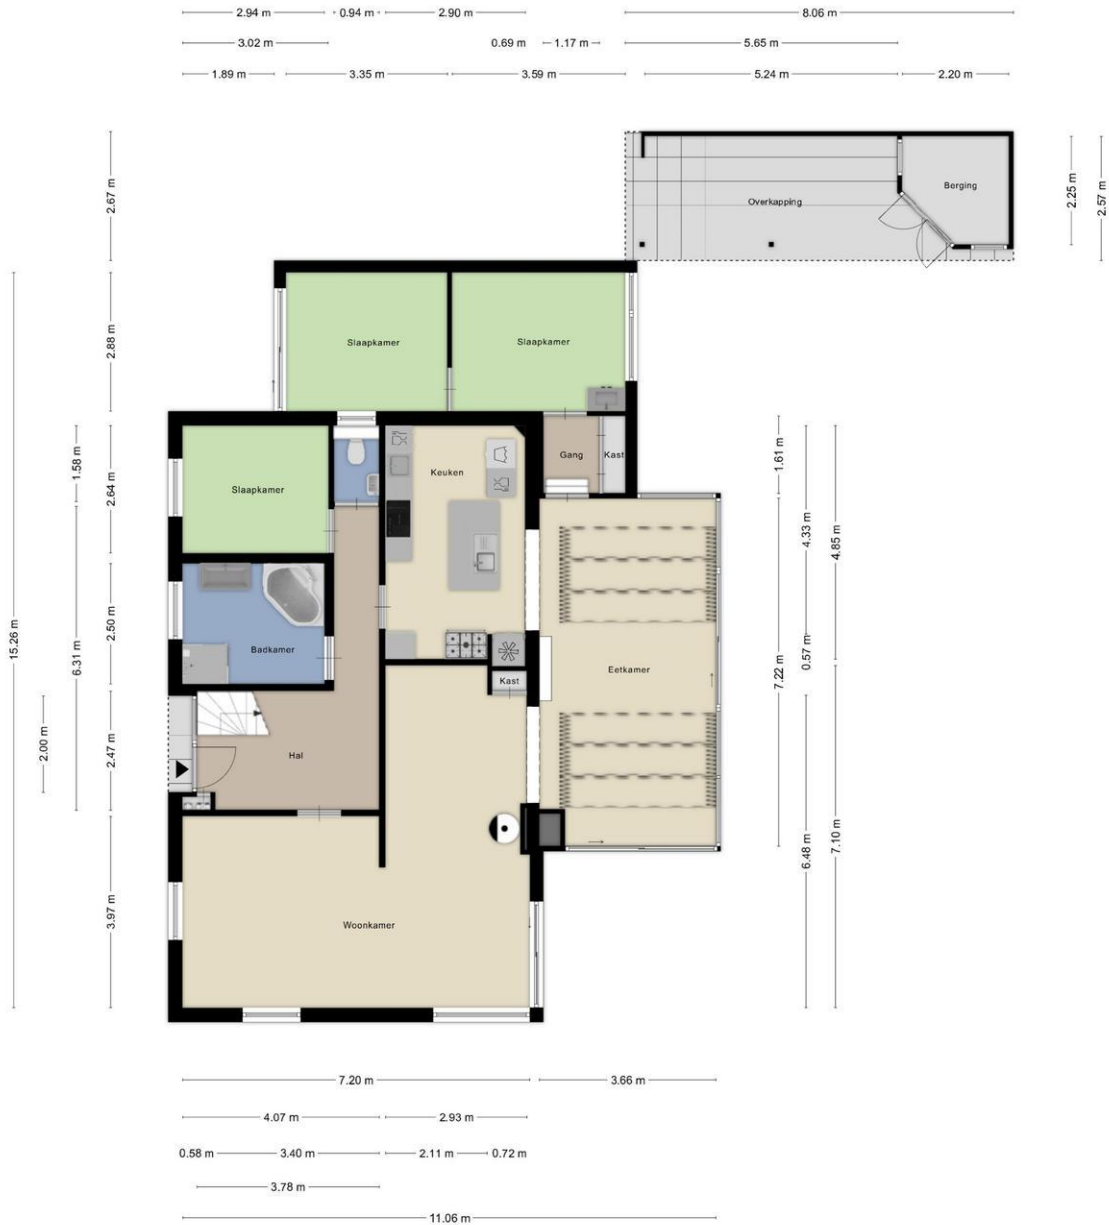 2.94 m 0.94 m 2.90 m 8.06 m
3.02 m 0.69 m 1.17 m 5.65 m
1.89 m 3.35 m 3.59 m 5.24 m 2.20 m
2.67 m
Overkapping
Berging
2.25 m
2.57 m
2.88 m
Slaapkamer
Slaapkamer
1.58 m
2.64 m
Slaapkamer
Keuken
Gang
Kast
1.61 m
4.33 m
4.85 m
15.26 m
6.31 m
2.50 m
Badkamer
Eetkamer
Kast
7.22 m
0.57 m
2.00 m
2.47 m
Hal
6.48 m
7.10 m
3.97 m
Woonkamer
7.20 m 3.66 m
4.07 m 2.93 m
0.58 m 3.40 m 2.11 m 0.72 m
3.78 m
11.06 m